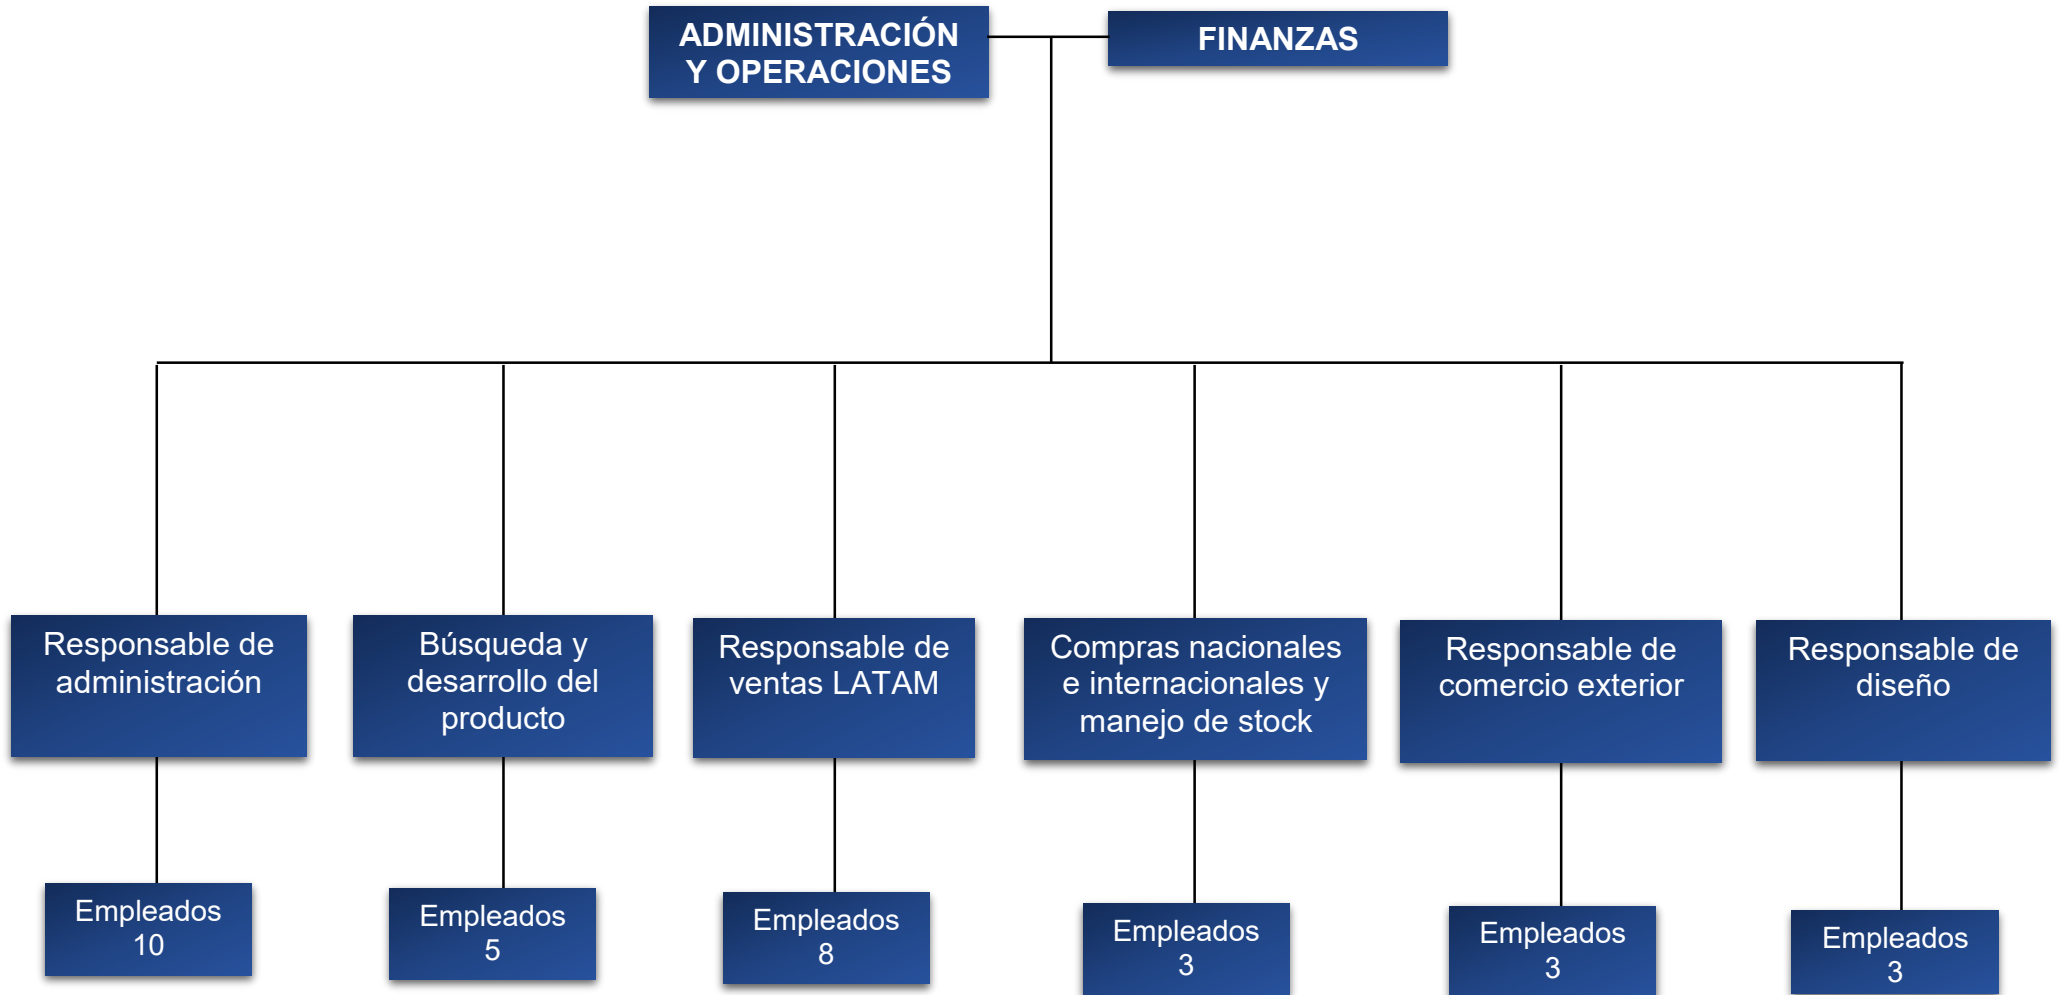 ADMINISTRACIÓN
Y OPERACIONES
FINANZAS
Responsable de
administración
Búsqueda y
desarrollo del
producto
Responsable de
ventas LATAM
Compras nacionales
e internacionales y
manejo de stock
Responsable de
comercio exterior
Responsable de
diseño
Empleados
10
Empleados
5
Empleados
8
Empleados
3
Empleados
3
Empleados
3